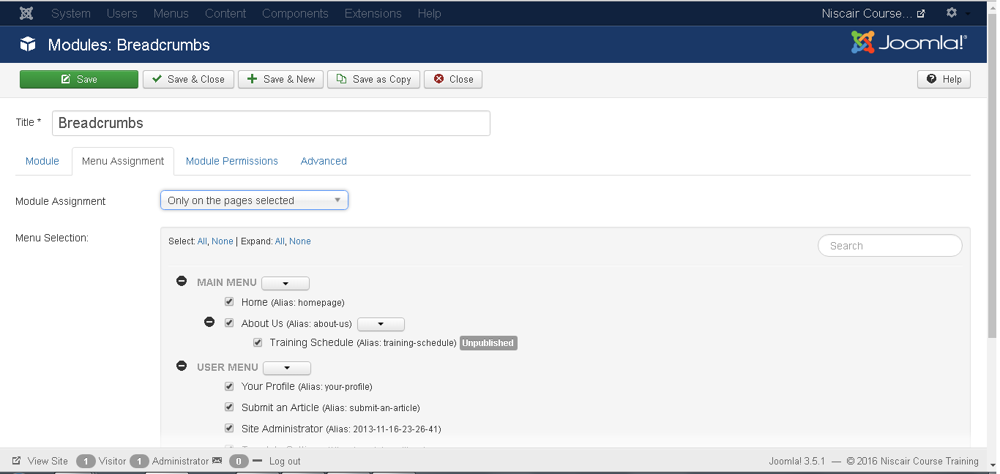 System Users Menus Content Components Extensions Help Niscair Course...
Modules: Breadcrumbs Joomla!®
Save Save & Close Save & New Save as Copy Close Help
Title * Breadcrumbs
Module Menu Assignment Module Permissions Advanced
Module Assignment Only on the pages selected
Menu Selection: Select: All, None | Expand: All, None Search
MAIN MENU
Home (Alias: homepage)
About Us (Alias: about-us)
Training Schedule (Alias: training-schedule) Unpublished
USER MENU
Your Profile (Alias: your-profile)
Submit an Article (Alias: submit-an-article)
Site Administrator (Alias: 2013-11-16-23-26-41)
View Site 1 Visitor 1 Administrator 0 Log out Joomla! 3.5.1 — © 2016 Niscair Course Training